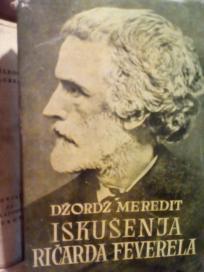 DŽORDŽ MEREDIT
ISKUŠENJA
RIČARDA FEVERELA